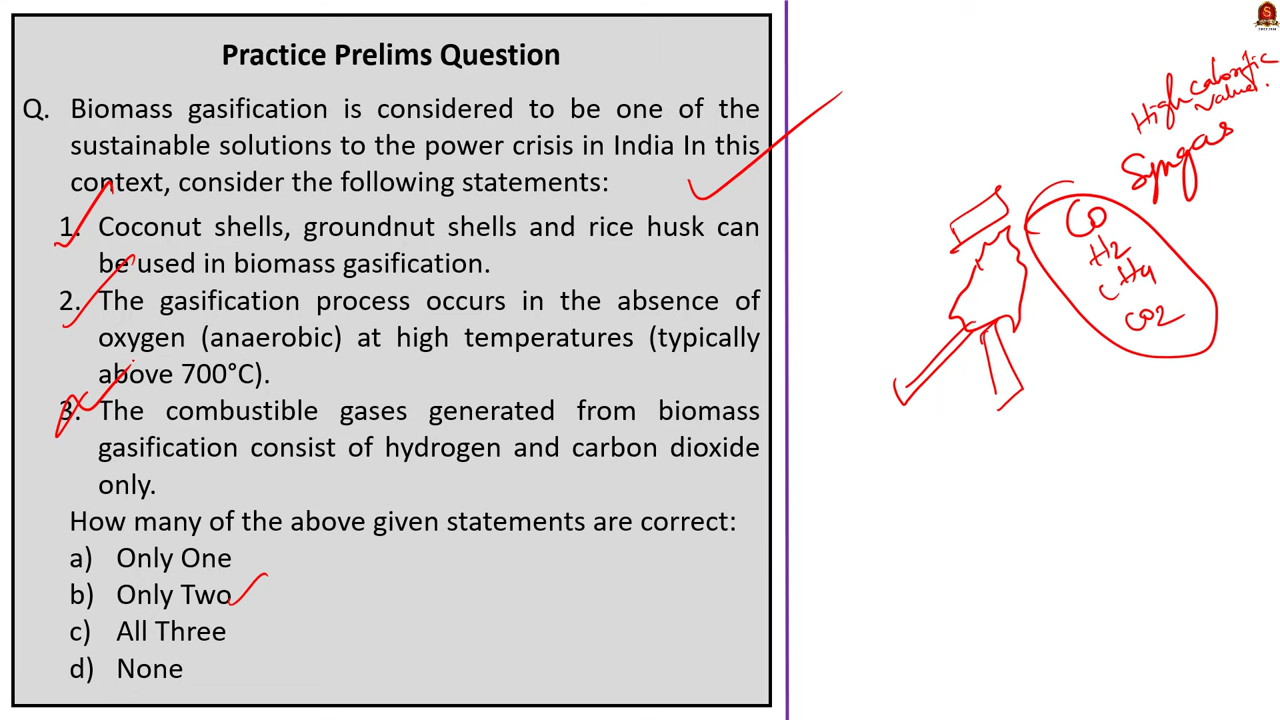 Practice Prelims Question
Q. Biomass gasification is considered to be one of the
sustainable solutions to the power crisis in India In this
context, consider the following statements:
1. Coconut shells, groundnut shells and rice husk can
be used in biomass gasification.
2. The gasification process occurs in the absence of
oxygen (anaerobic) at high temperatures (typically
above 700°C).
3. The combustible gases generated from biomass
gasification consist of hydrogen and carbon dioxide
only.
How many of the above given statements are correct:
a) Only One
b) Only Two
c) All Three
d) None
High calorific
value.
Syngas
CO
H2
CH4
CO2